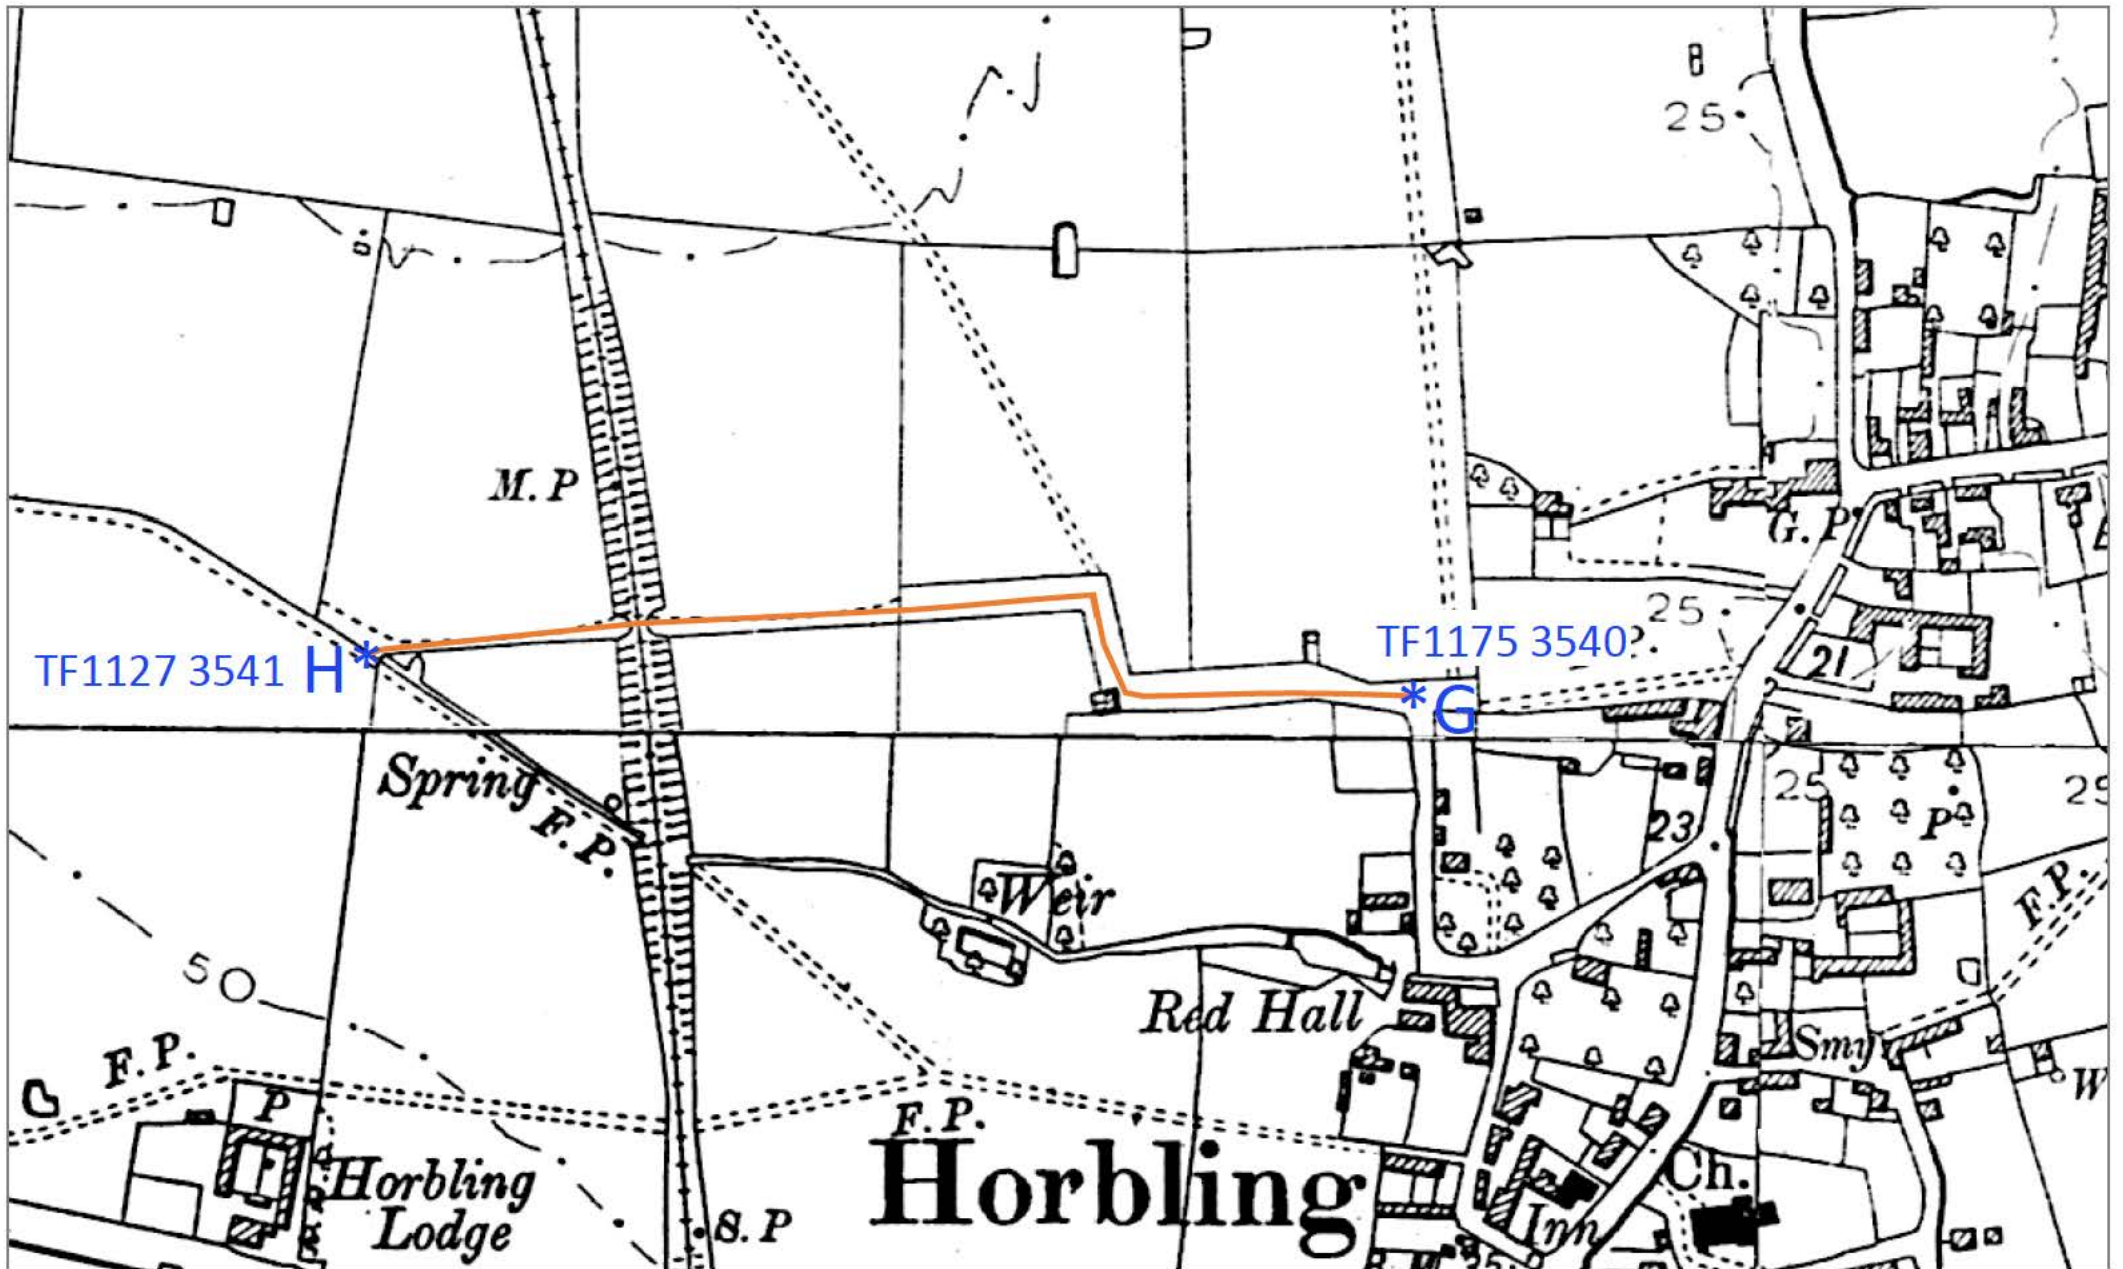 25
M. P
G. P
25
TF1175 3540
21
TF1127 3541 H *
* G
Spring
F. P.
25
23
P
Weir
F.P.
50
Red Hall
F. P.
Smy
W
P
F.P.
Horbling
Horbling
Lodge
Ch.
S. P
Inn